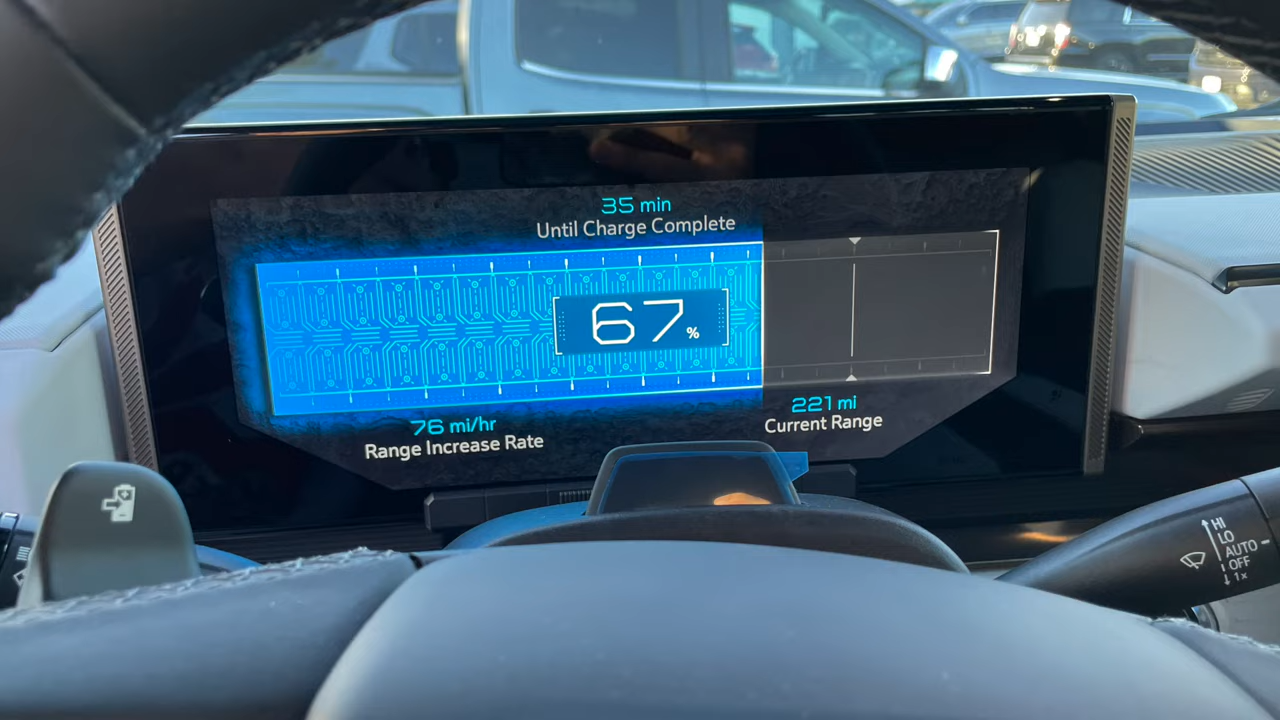 35 min
Until Charge Complete
67%
76 mi/hr
Range Increase Rate
221 mi
Current Range
HI
LO
AUTO
OFF
1x